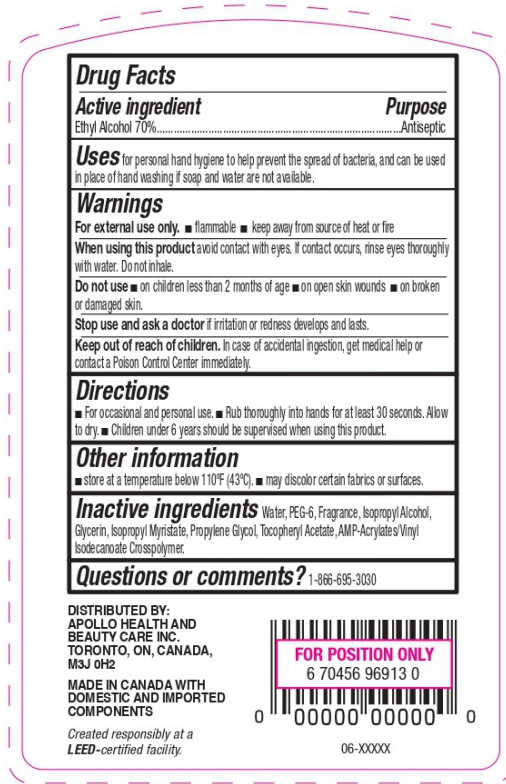 Drug Facts
Active ingredient Purpose
Ethyl Alcohol 70%......................................................................................Antiseptic
Uses for personal hand hygiene to help prevent the spread of bacteria, and can be used
in place of hand washing if soap and water are not available.
Warnings
For external use only. ■ flammable ■ keep away from source of heat or fire
When using this product avoid contact with eyes. If contact occurs, rinse eyes thoroughly
with water. Do not inhale.
Do not use ■ on children less than 2 months of age ■ on open skin wounds ■ on broken
or damaged skin.
Stop use and ask a doctor if irritation or redness develops and lasts.
Keep out of reach of children. In case of accidental ingestion, get medical help or
contact a Poison Control Center immediately.
Directions
■ For occasional and personal use. ■ Rub thoroughly into hands for at least 30 seconds. Allow
to dry. ■ Children under 6 years should be supervised when using this product.
Other information
■ store at a temperature below 110°F (43°C). ■ may discolor certain fabrics or surfaces.
Inactive ingredients Water, PEG-6, Fragrance, Isopropyl Alcohol,
Glycerin, Isopropyl Myristate, Propylene Glycol, Tocopheryl Acetate, AMP-Acrylates/Vinyl
Isodecanoate Crosspolymer.
Questions or comments? 1-866-695-3030
DISTRIBUTED BY:
APOLLO HEALTH AND
BEAUTY CARE INC.
TORONTO, ON, CANADA,
M3J 0H2
MADE IN CANADA WITH
DOMESTIC AND IMPORTED
COMPONENTS
Created responsibly at a
LEED-certified facility.
FOR POSITION ONLY
6 70456 96913 0
0 00000 00000 0
06-XXXXX